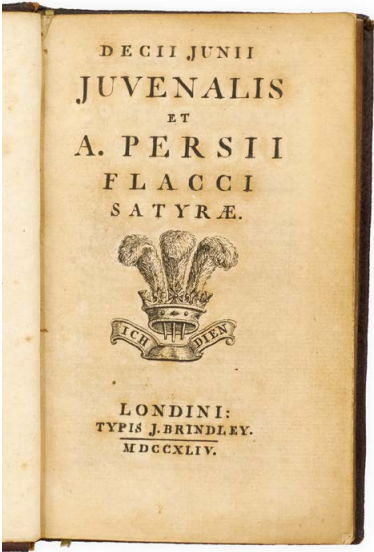 DECII JUNII
JUVENALIS
ET
A. PERSII
FLACCI
SATYRÆ.
ICH DIEN
LONDINI:
TYPIS J. BRINDLEY.
MDCCXLIV.